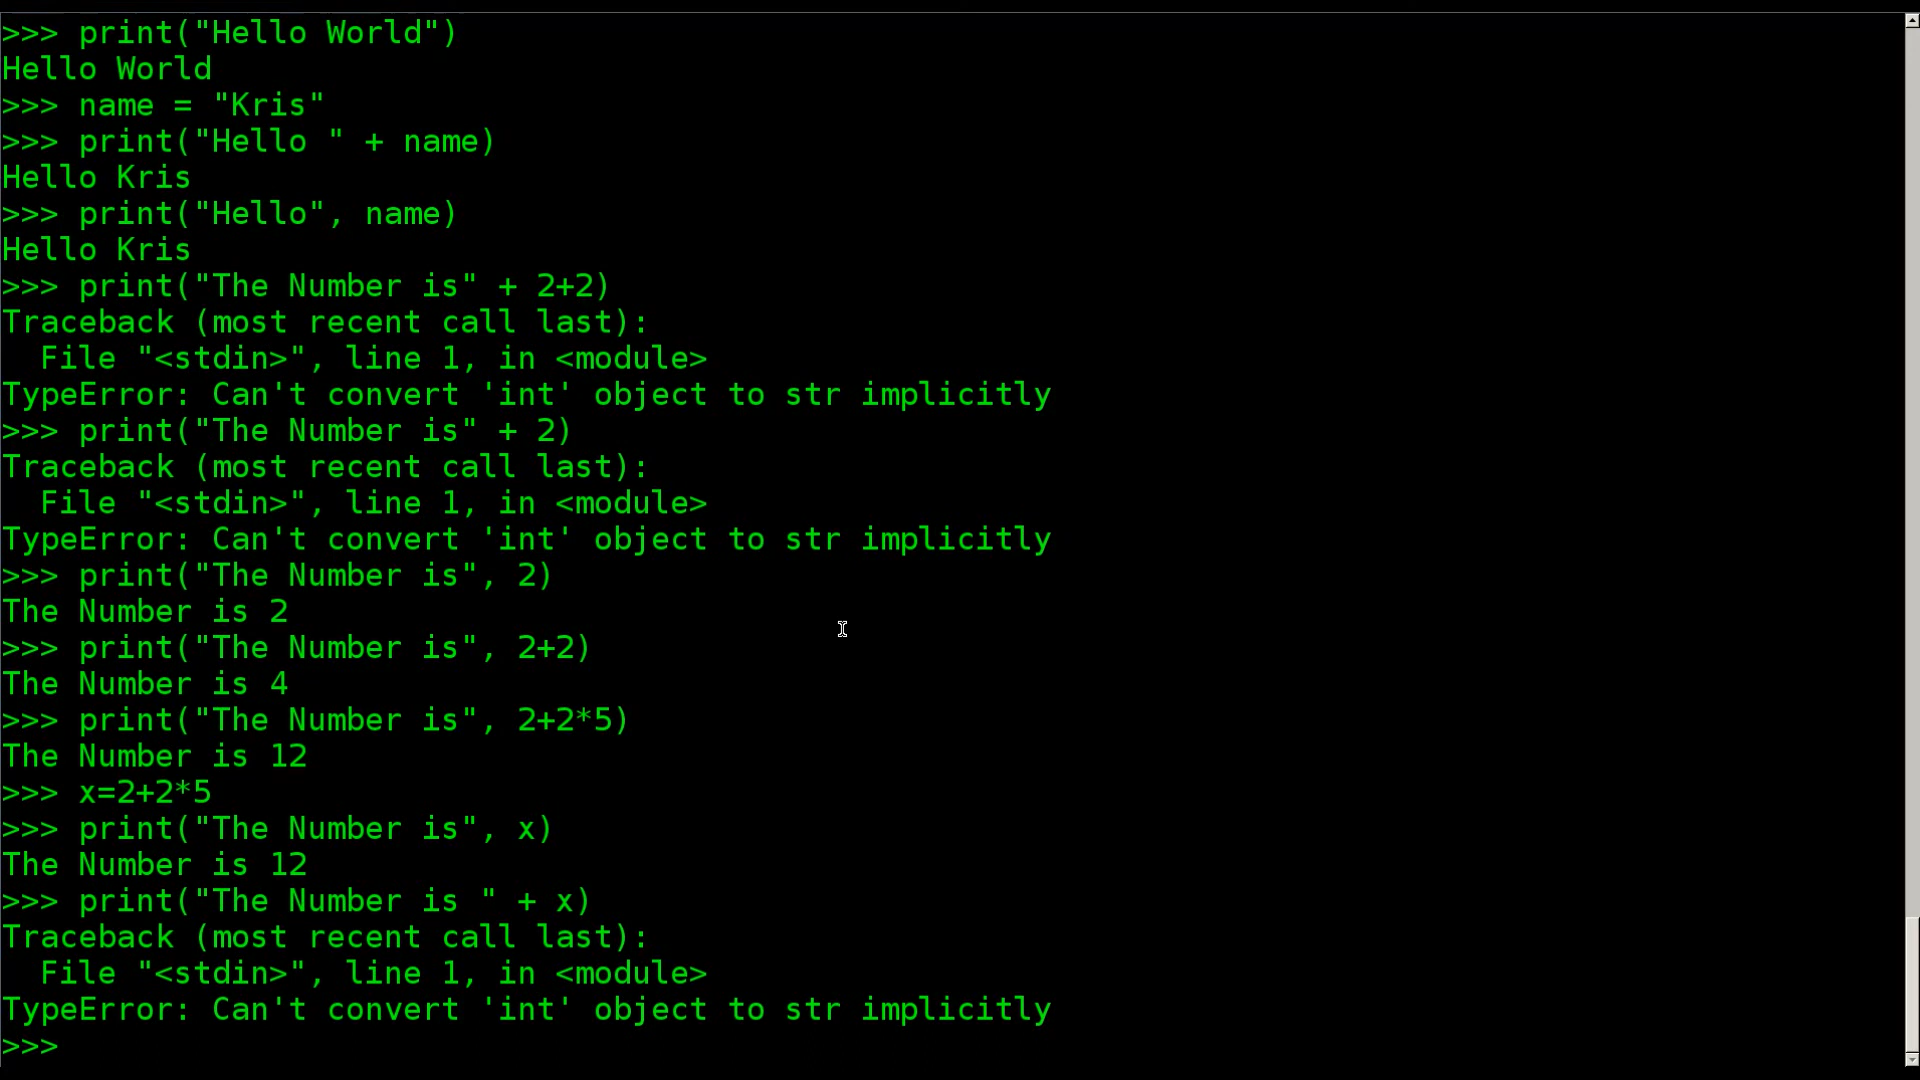 >>> print("Hello World")
Hello World
>>> name = "Kris"
>>> print("Hello " + name)
Hello Kris
>>> print("Hello", name)
Hello Kris
>>> print("The Number is" + 2+2)
Traceback (most recent call last):
  File "<stdin>", line 1, in <module>
TypeError: Can't convert 'int' object to str implicitly
>>> print("The Number is" + 2)
Traceback (most recent call last):
  File "<stdin>", line 1, in <module>
TypeError: Can't convert 'int' object to str implicitly
>>> print("The Number is", 2)
The Number is 2
>>> print("The Number is", 2+2)
The Number is 4
>>> print("The Number is", 2+2*5)
The Number is 12
>>> x=2+2*5
>>> print("The Number is", x)
The Number is 12
>>> print("The Number is " + x)
Traceback (most recent call last):
  File "<stdin>", line 1, in <module>
TypeError: Can't convert 'int' object to str implicitly
>>>